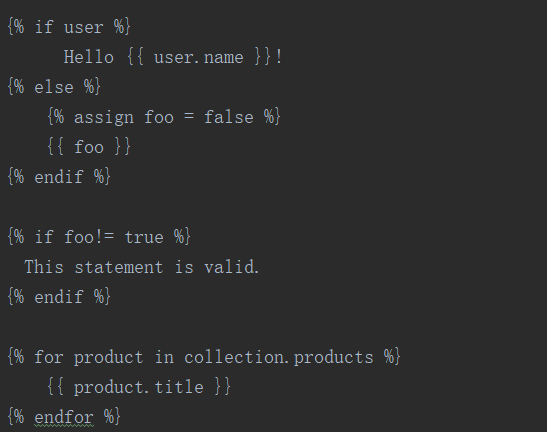 {% if user %}
Hello {{ user.name }}!
{% else %}
{% assign foo = false %}
{{ foo }}
{% endif %}
{% if foo!= true %}
This statement is valid.
{% endif %}
{% for product in collection.products %}
{{ product.title }}
{% endfor %}